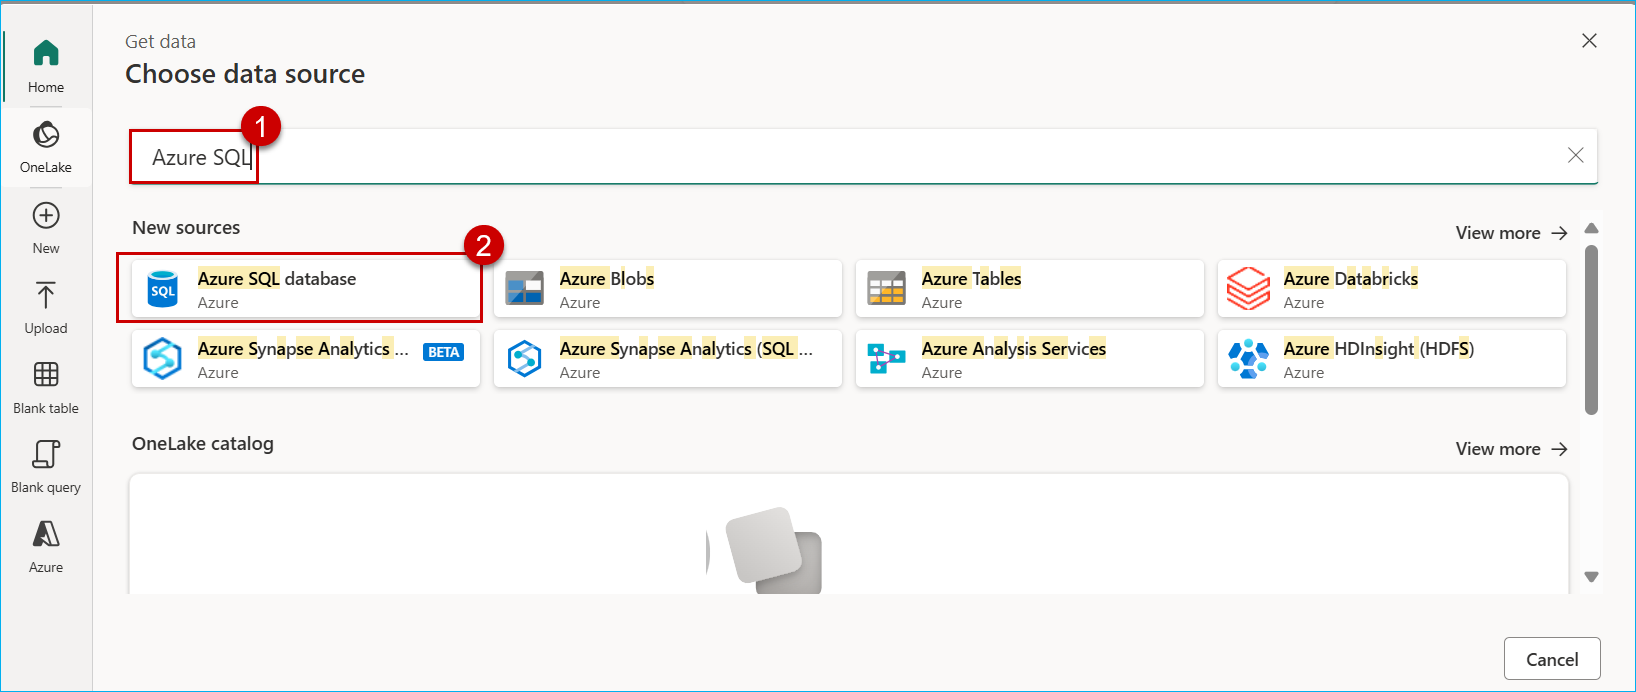 Get data
Choose data source
Home
OneLake
New
Upload
Blank table
Blank query
Azure
1
Azure SQL
New sources
View more
2
SQL
Azure SQL database
Azure
Azure Blobs
Azure
Azure Tables
Azure
Azure Databricks
Azure
Azure Synapse Analytics ...
BETA
Azure
Azure Synapse Analytics (SQL ...
Azure
Azure Analysis Services
Azure
Azure HDInsight (HDFS)
Azure
OneLake catalog
View more
Cancel